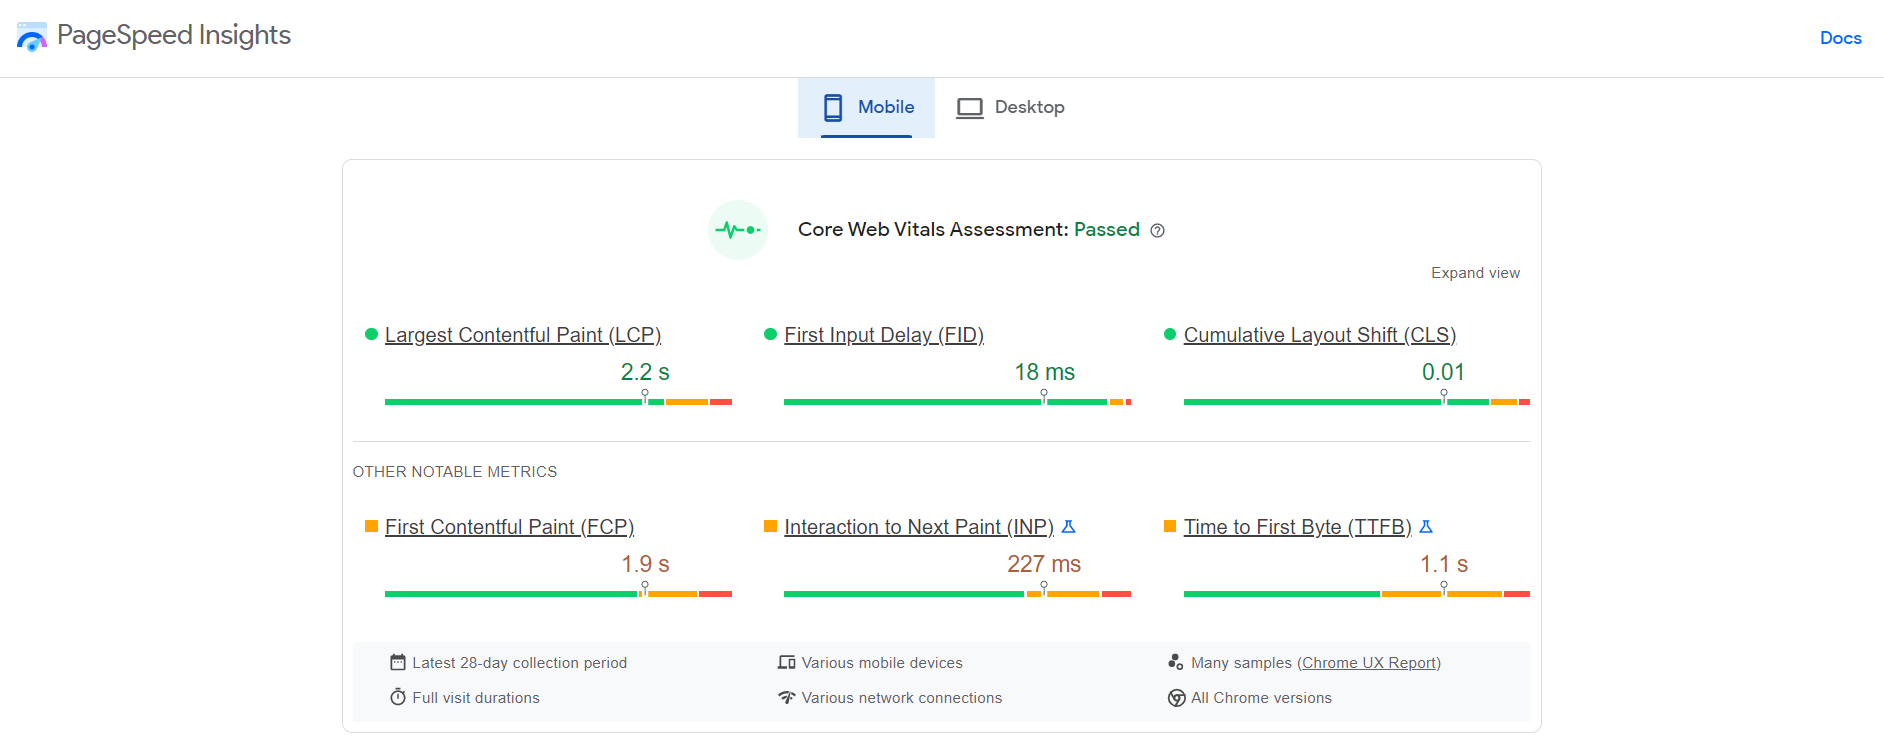 PageSpeed Insights
Docs
Mobile
Desktop
Core Web Vitals Assessment: Passed
Expand view
Largest Contentful Paint (LCP)
2.2 s
First Input Delay (FID)
18 ms
Cumulative Layout Shift (CLS)
0.01
OTHER NOTABLE METRICS
First Contentful Paint (FCP)
1.9 s
Interaction to Next Paint (INP)
227 ms
Time to First Byte (TTFB)
1.1 s
Latest 28-day collection period
Various mobile devices
Many samples (Chrome UX Report)
Full visit durations
Various network connections
All Chrome versions